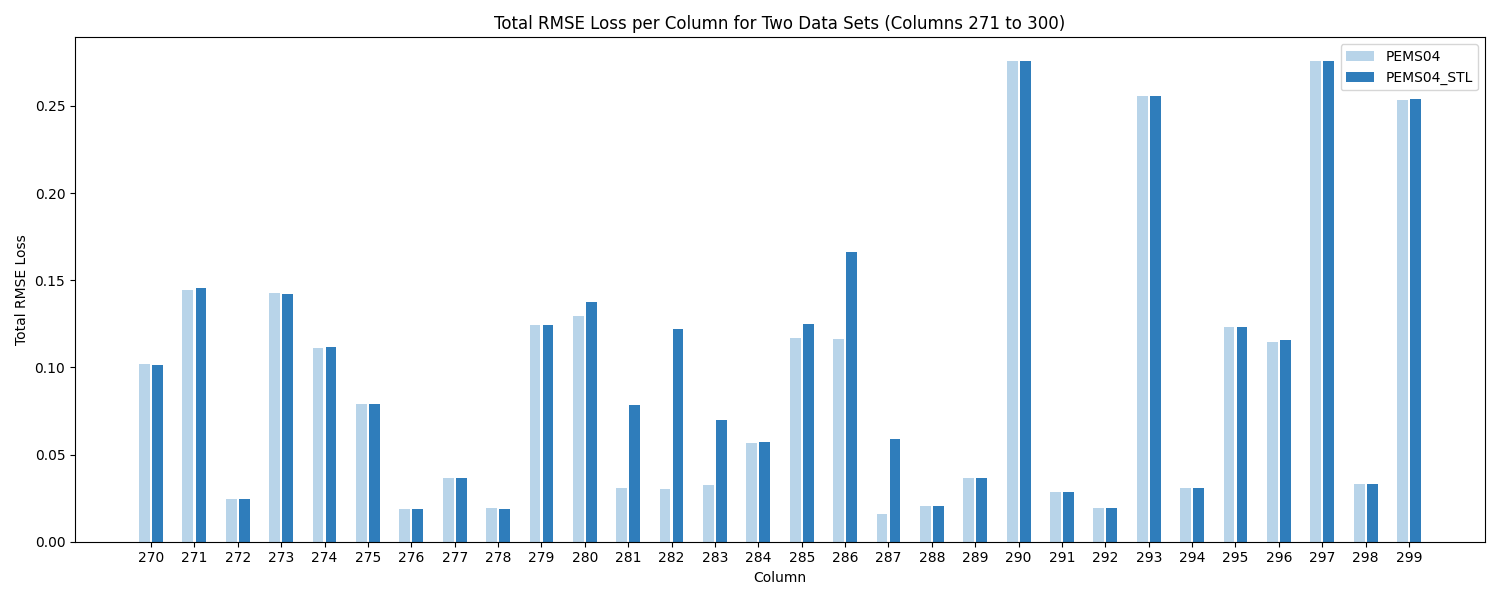 Total RMSE Loss per Column for Two Data Sets (Columns 271 to 300)
PEMS04
PEMS04_STL
Total RMSE Loss
0.25
0.20
0.15
0.10
0.05
0.00
270 271 272 273 274 275 276 277 278 279 280 281 282 283 284 285 286 287 288 289 290 291 292 293 294 295 296 297 298 299
Column